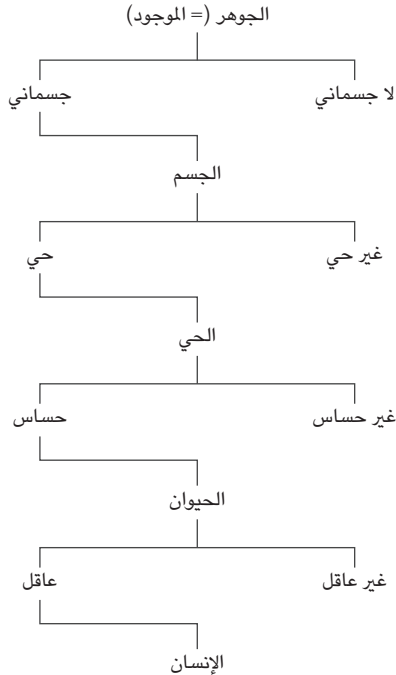 الجوهر (= الموجود)
لا جسماني جسماني
الجسم
غير حي حي
الحي
غير حساس حساس
الحيوان
غير عاقل عاقل
الإنسان